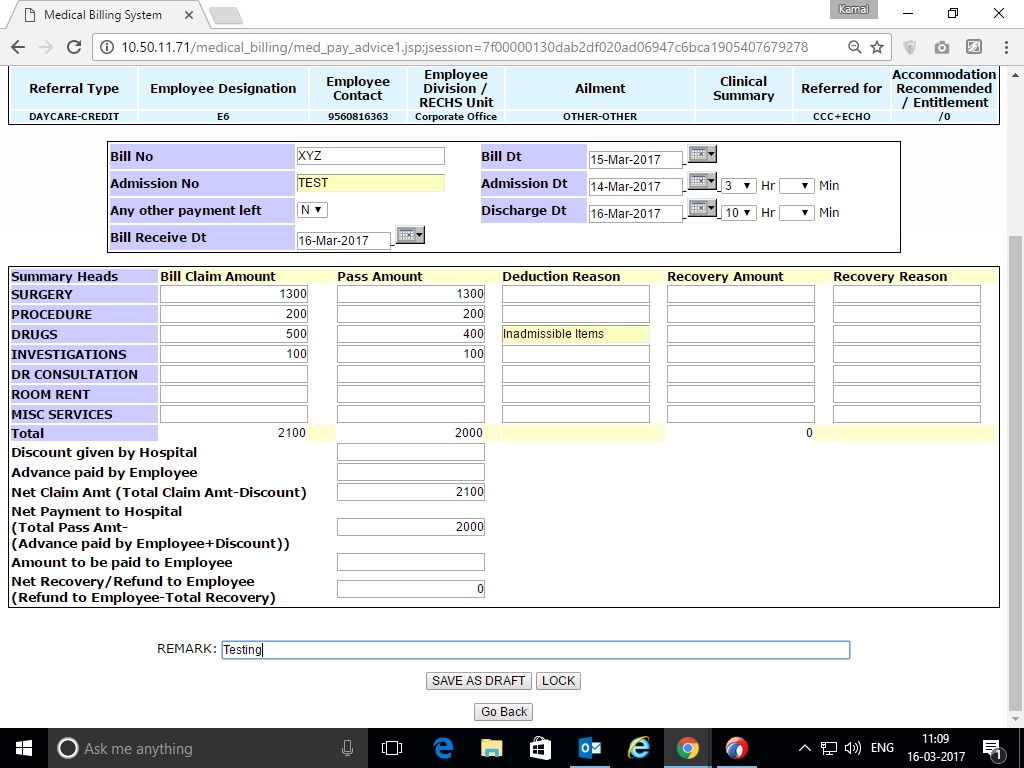 Medical Billing System
Kamal
10.50.11.71/medical_billing/med_pay_advice1.jsp;jsession=7f00000130dab2df020ad06947c6bca1905407679278
Referral Type Employee Designation Employee Contact Employee Division / RECHS Unit Ailment Clinical Summary Referred for Accommodation Recommended / Entitlement
DAYCARE-CREDIT E6 9560816363 Corporate Office OTHER-OTHER CCC+ECHO /0
Bill No XYZ Bill Dt 15-Mar-2017
Admission No TEST Admission Dt 14-Mar-2017 3 Hr Min
Any other payment left N Discharge Dt 16-Mar-2017 10 Hr Min
Bill Receive Dt 16-Mar-2017
Summary Heads Bill Claim Amount Pass Amount Deduction Reason Recovery Amount Recovery Reason
SURGERY 1300 1300
PROCEDURE 200 200
DRUGS 500 400 Inadmissible Items
INVESTIGATIONS 100 100
DR CONSULTATION
ROOM RENT
MISC SERVICES
Total 2100 2000 0
Discount given by Hospital
Advance paid by Employee
Net Claim Amt (Total Claim Amt-Discount) 2100
Net Payment to Hospital
(Total Pass Amt- 2000
(Advance paid by Employee+Discount))
Amount to be paid to Employee
Net Recovery/Refund to Employee
(Refund to Employee-Total Recovery) 0
REMARK: Testing
SAVE AS DRAFT LOCK
Go Back
Ask me anything
ENG 11:09
16-03-2017
1